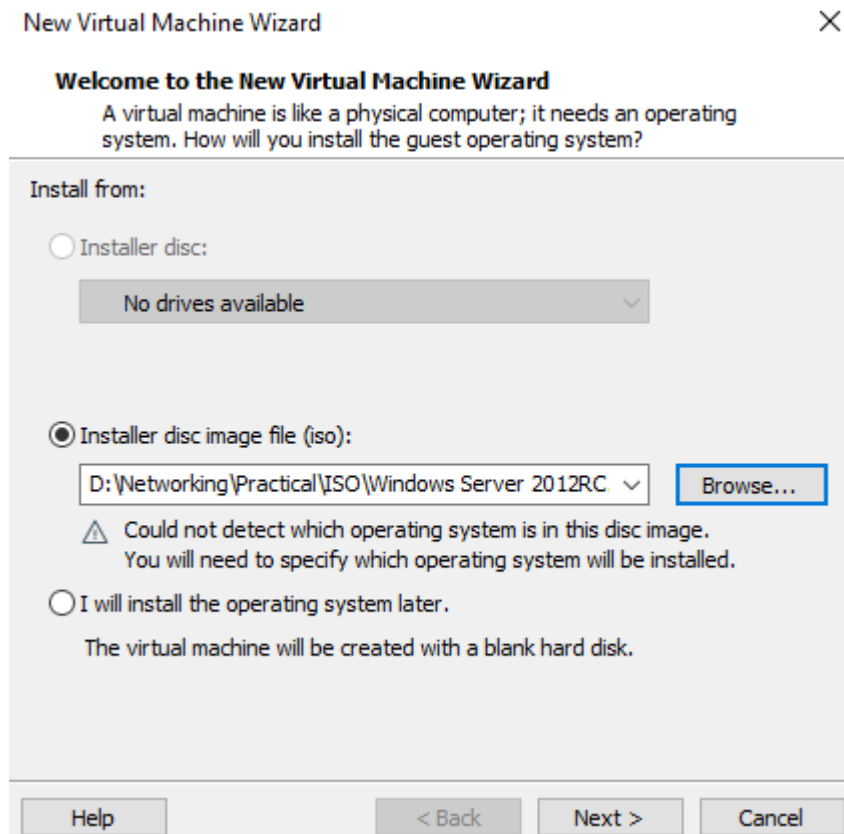 New Virtual Machine Wizard
Welcome to the New Virtual Machine Wizard
A virtual machine is like a physical computer; it needs an operating
system. How will you install the guest operating system?
Install from:
Installer disc:
No drives available
Installer disc image file (iso):
D:\Networking\Practical\ISO\Windows Server 2012RC. Browse...
Could not detect which operating system is in this disc image.
You will need to specify which operating system will be installed.
I will install the operating system later.
The virtual machine will be created with a blank hard disk.
Help < Back Next > Cancel